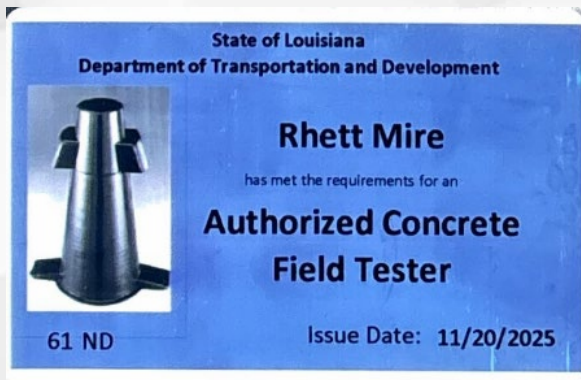 State of Louisiana
Department of Transportation and Development
Rhett Mire
has met the requirements for an
Authorized Concrete
Field Tester
61 ND
Issue Date: 11/20/2025